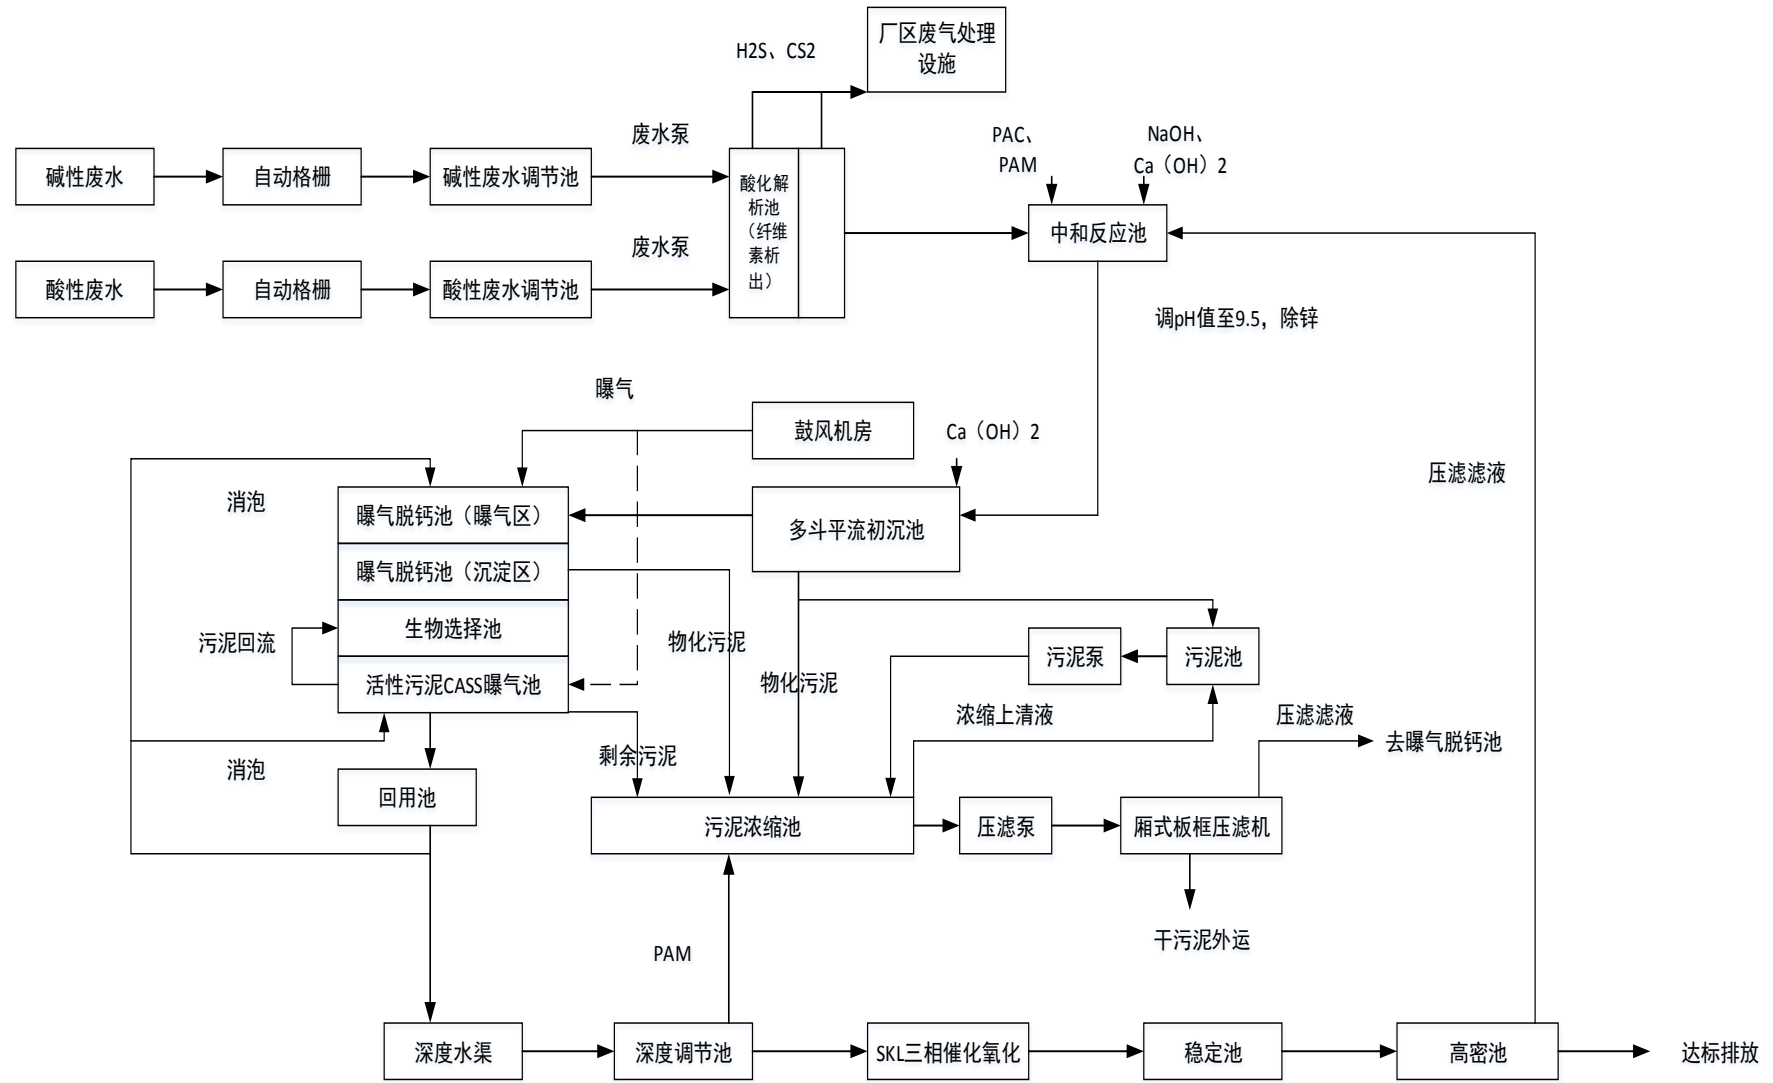 厂区废气处理
设施
H2S、CS2
PAC、
PAM
NaOH、
Ca（OH）2
废水泵
碱性废水
自动格栅
碱性废水调节池
酸化解
析池
（纤维
素析
出）
中和反应池
废水泵
酸性废水
自动格栅
酸性废水调节池
调pH值至9.5，除锌
曝气
鼓风机房
Ca（OH）2
压滤滤液
消泡
曝气脱钙池（曝气区）
多斗平流初沉池
曝气脱钙池（沉淀区）
生物选择池
污泥回流
物化污泥
污泥泵
污泥池
活性污泥CASS曝气池
物化污泥
浓缩上清液
压滤滤液
去曝气脱钙池
剩余污泥
消泡
回用池
污泥浓缩池
压滤泵
厢式板框压滤机
干污泥外运
PAM
深度水渠
深度调节池
SKL三相催化氧化
稳定池
高密池
达标排放